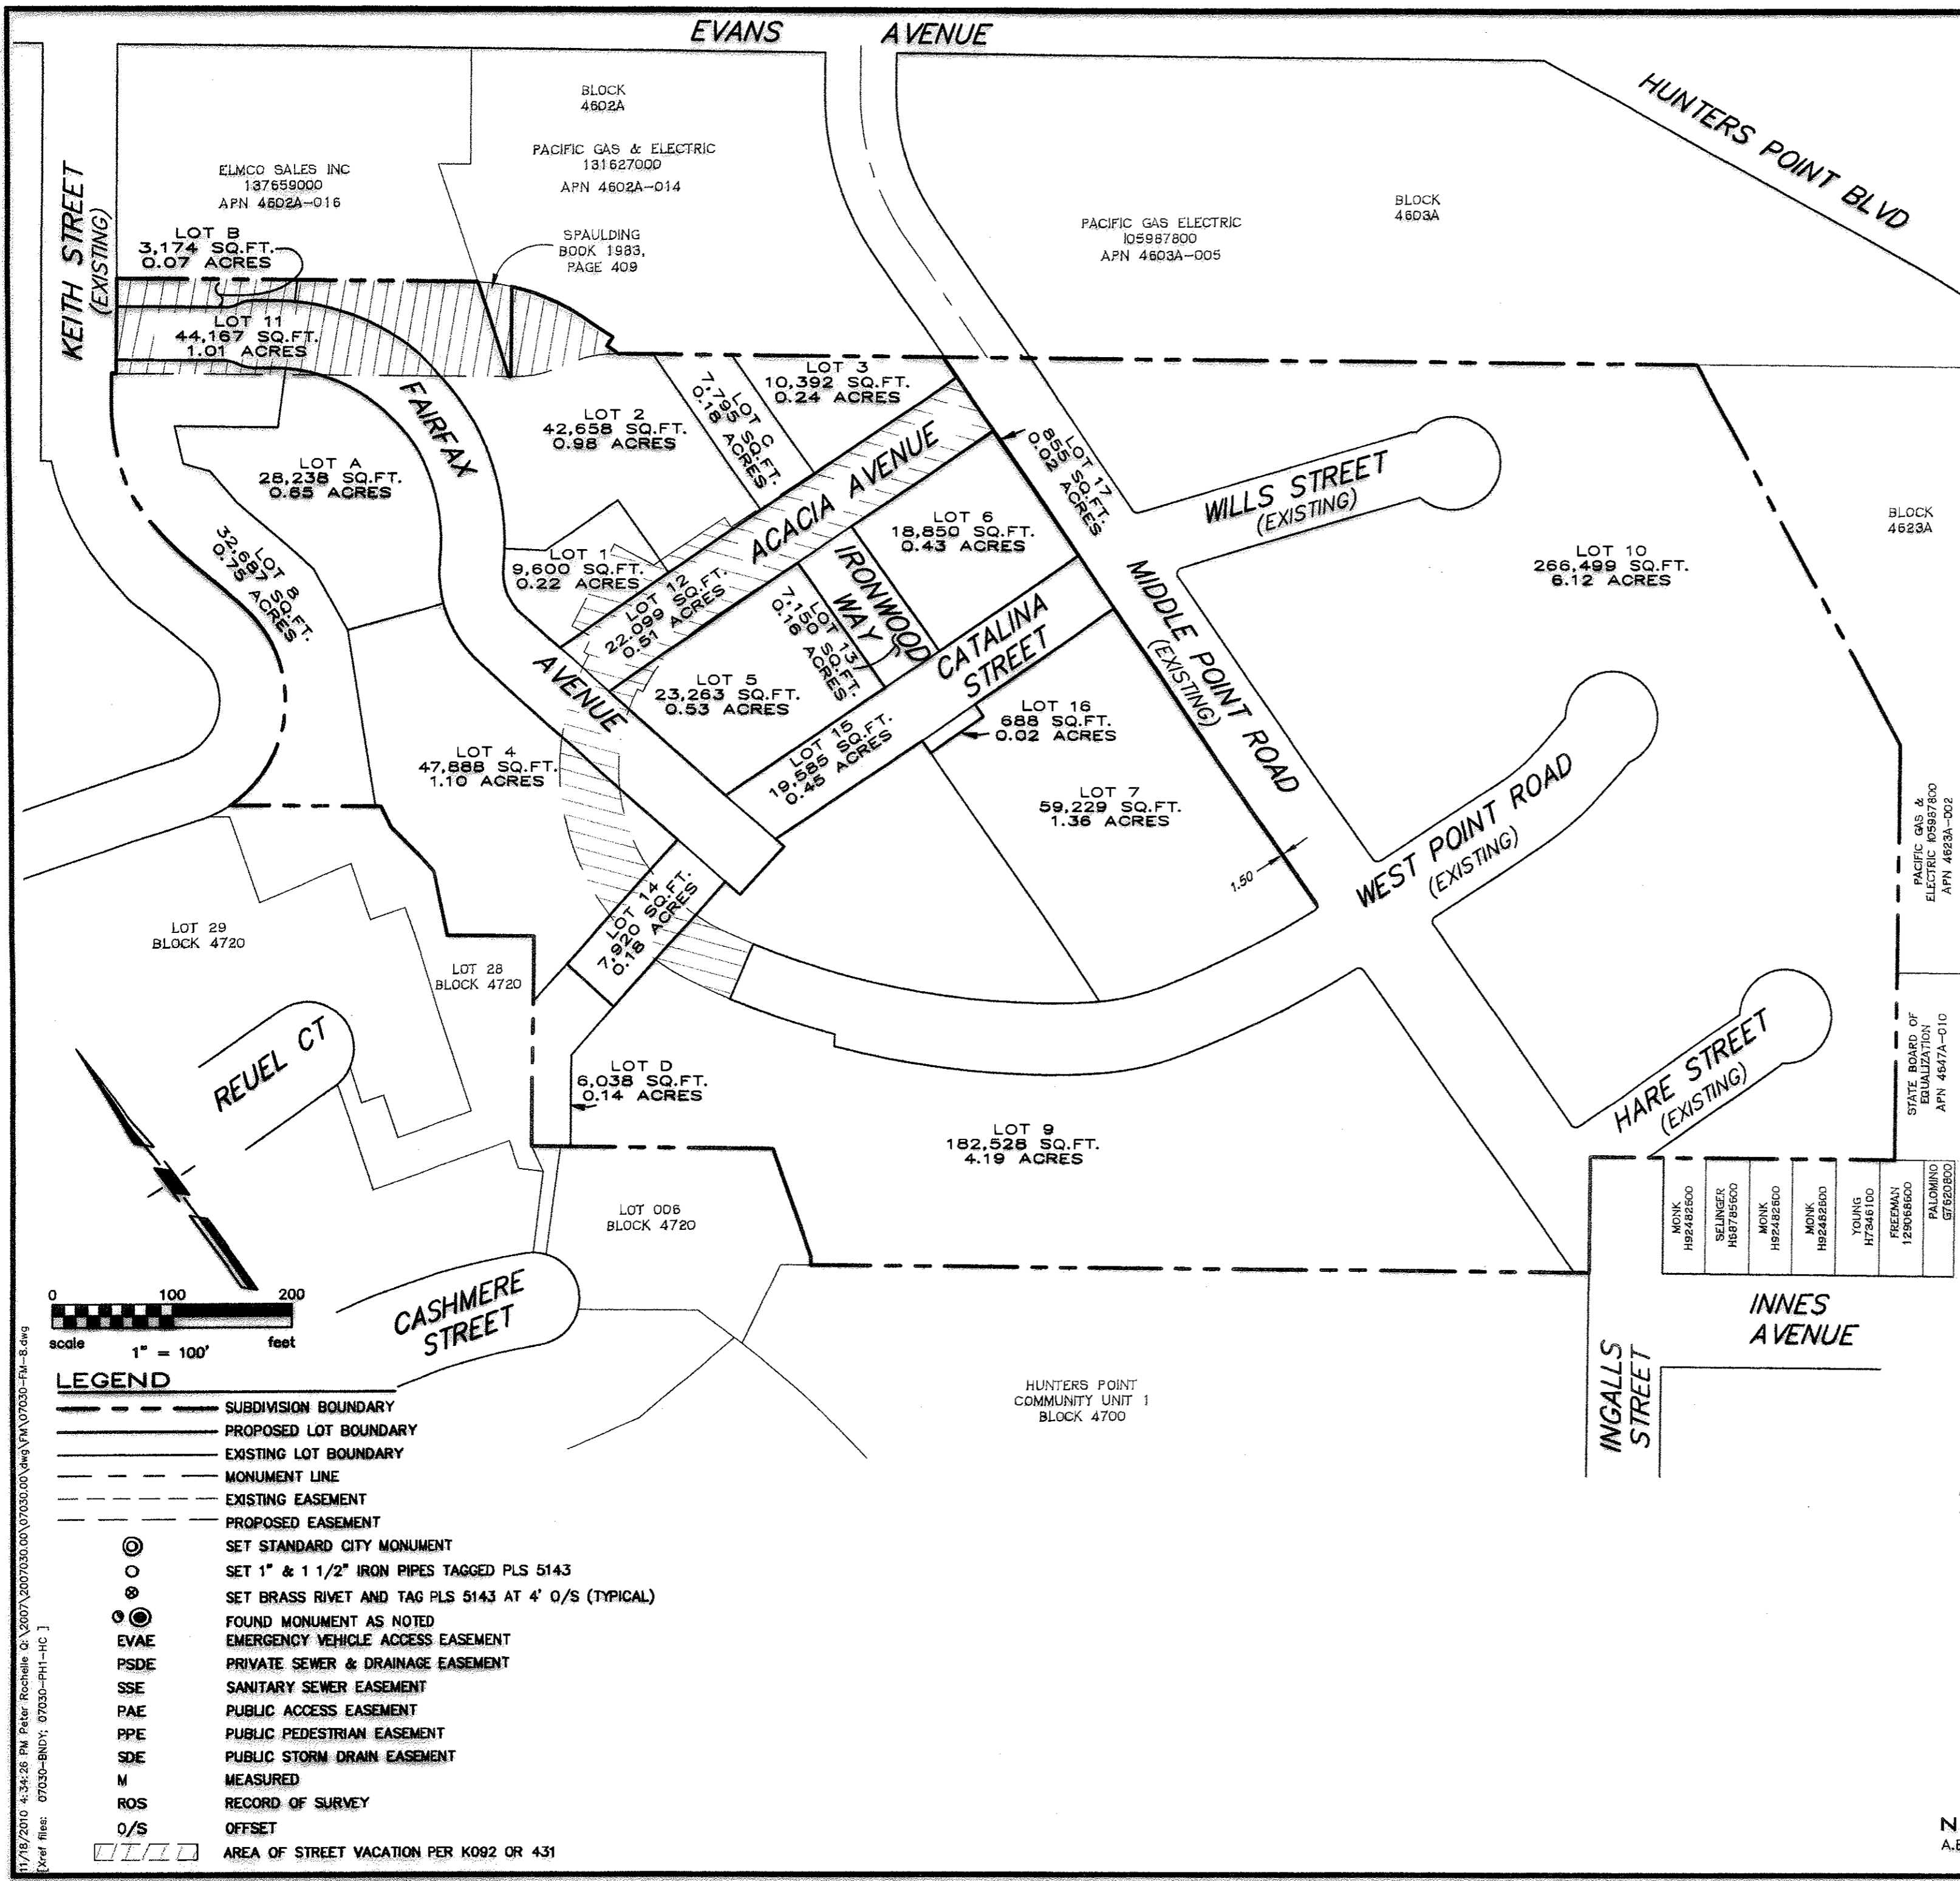 EVANS AVENUE
HUNTERS POINT BLVD
KEITH STREET
(EXISTING)
BLOCK
4602A
PACIFIC GAS & ELECTRIC
131627000
APN 4602A-014
ELMCO SALES INC
137659000
APN 4602A-016
SPAULDING
BOOK 1983,
PAGE 409
BLOCK
4603A
PACIFIC GAS ELECTRIC
I05987800
APN 4603A-005
LOT B
3,174 SQ.FT.
0.07 ACRES
LOT 11
44,167 SQ.FT.
1.01 ACRES
FAIRFAX
AVENUE
LOT A
28,238 SQ.FT.
0.65 ACRES
LOT 8
32,687 SQ.FT.
0.75 ACRES
LOT 2
42,658 SQ.FT.
0.98 ACRES
LOT C
7,795 SQ.FT.
0.18 ACRES
LOT 3
10,392 SQ.FT.
0.24 ACRES
ACACIA AVENUE
LOT 1
9,600 SQ.FT.
0.22 ACRES
LOT 12
22,099 SQ.FT.
0.51 ACRES
LOT 6
18,850 SQ.FT.
0.43 ACRES
IRONWOOD
WAY
LOT 13
7,150 SQ.FT.
0.16 ACRES
LOT 17
855 SQ.FT.
0.02 ACRES
CATALINA
STREET
LOT 5
23,263 SQ.FT.
0.53 ACRES
LOT 15
19,585 SQ.FT.
0.45 ACRES
LOT 16
688 SQ.FT.
0.02 ACRES
LOT 4
47,888 SQ.FT.
1.10 ACRES
LOT 7
59,229 SQ.FT.
1.36 ACRES
1.50
LOT 14
7,920 SQ.FT.
0.18 ACRES
MIDDLE POINT ROAD
(EXISTING)
WILLS STREET
(EXISTING)
LOT 10
266,499 SQ.FT.
6.12 ACRES
BLOCK
4623A
WEST POINT ROAD
(EXISTING)
PACIFIC GAS &
ELECTRIC I05987800
APN 4623A-002
STATE BOARD OF
EQUALIZATION
APN 4647A-010
HARE STREET
(EXISTING)
LOT 29
BLOCK 4720
LOT 28
BLOCK 4720
REUEL CT
LOT D
6,038 SQ.FT.
0.14 ACRES
LOT 9
182,528 SQ.FT.
4.19 ACRES
LOT 006
BLOCK 4720
CASHMERE
STREET
MONK
H92482600
SELINGER
H68785600
MONK
H92482600
MONK
H92482600
YOUNG
H7346100
FREEMAN
129068600
PALOMINO
G7620800
INNES
AVENUE
INGALLS
STREET
HUNTERS POINT
COMMUNITY UNIT 1
BLOCK 4700
0 100 200
scale feet
1" = 100'
LEGEND
SUBDIVISION BOUNDARY
PROPOSED LOT BOUNDARY
EXISTING LOT BOUNDARY
MONUMENT LINE
EXISTING EASEMENT
PROPOSED EASEMENT
SET STANDARD CITY MONUMENT
SET 1" & 1 1/2" IRON PIPES TAGGED PLS 5143
SET BRASS RIVET AND TAG PLS 5143 AT 4' O/S (TYPICAL)
FOUND MONUMENT AS NOTED
EVAE EMERGENCY VEHICLE ACCESS EASEMENT
PSDE PRIVATE SEWER & DRAINAGE EASEMENT
SSE SANITARY SEWER EASEMENT
PAE PUBLIC ACCESS EASEMENT
PPE PUBLIC PEDESTRIAN EASEMENT
SDE PUBLIC STORM DRAIN EASEMENT
M MEASURED
ROS RECORD OF SURVEY
O/S OFFSET
AREA OF STREET VACATION PER K092 OR 431
11/18/2010 4:34:26 PM Peter Rochelle Q:\2007\2007030.00\07030.00\dwg\FM\07030-FM-8.dwg
[Xref files: 07030-BNDY; 07030-PH1-HC ]
N